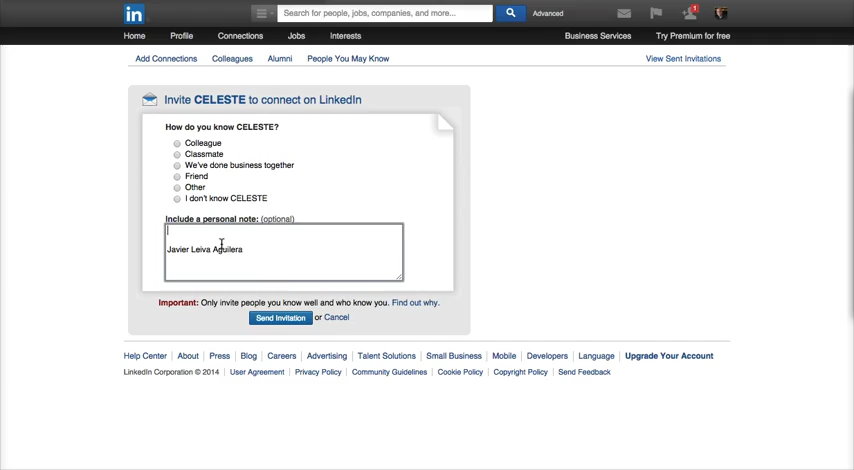 in
Search for people, jobs, companies, and more...
Advanced
1
Home Profile Connections Jobs Interests Business Services Try Premium for free
Add Connections Colleagues Alumni People You May Know View Sent Invitations
Invite CELESTE to connect on LinkedIn
How do you know CELESTE?
Colleague
Classmate
We've done business together
Friend
Other
I don't know CELESTE
Include a personal note: (optional)
Javier Leiva Aguilera
Important: Only invite people you know well and who know you. Find out why.
Send Invitation or Cancel
Help Center About Press Blog Careers Advertising Talent Solutions Small Business Mobile Developers Language Upgrade Your Account
LinkedIn Corporation © 2014 User Agreement Privacy Policy Community Guidelines Cookie Policy Copyright Policy Send Feedback